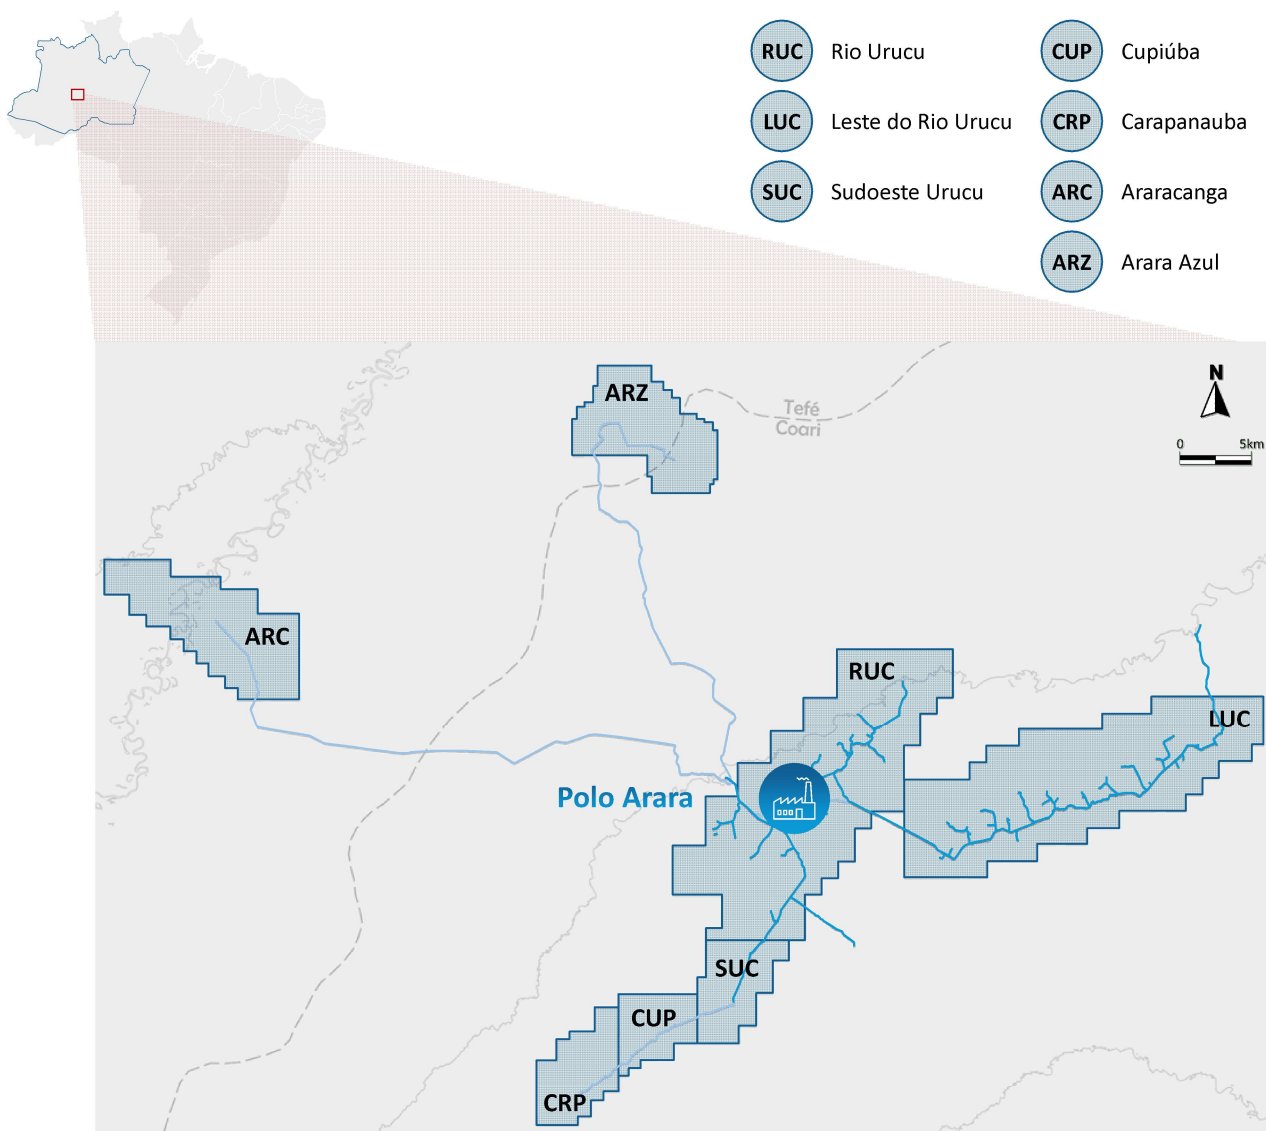 RUC Rio Urucu
CUP Cupiúba
LUC Leste do Rio Urucu
CRP Carapanauba
SUC Sudoeste Urucu
ARC Araracanga
ARZ Arara Azul
N
0 5km
ARZ
Tefé
Coari
ARC
RUC
LUC
Polo Arara
SUC
CUP
CRP